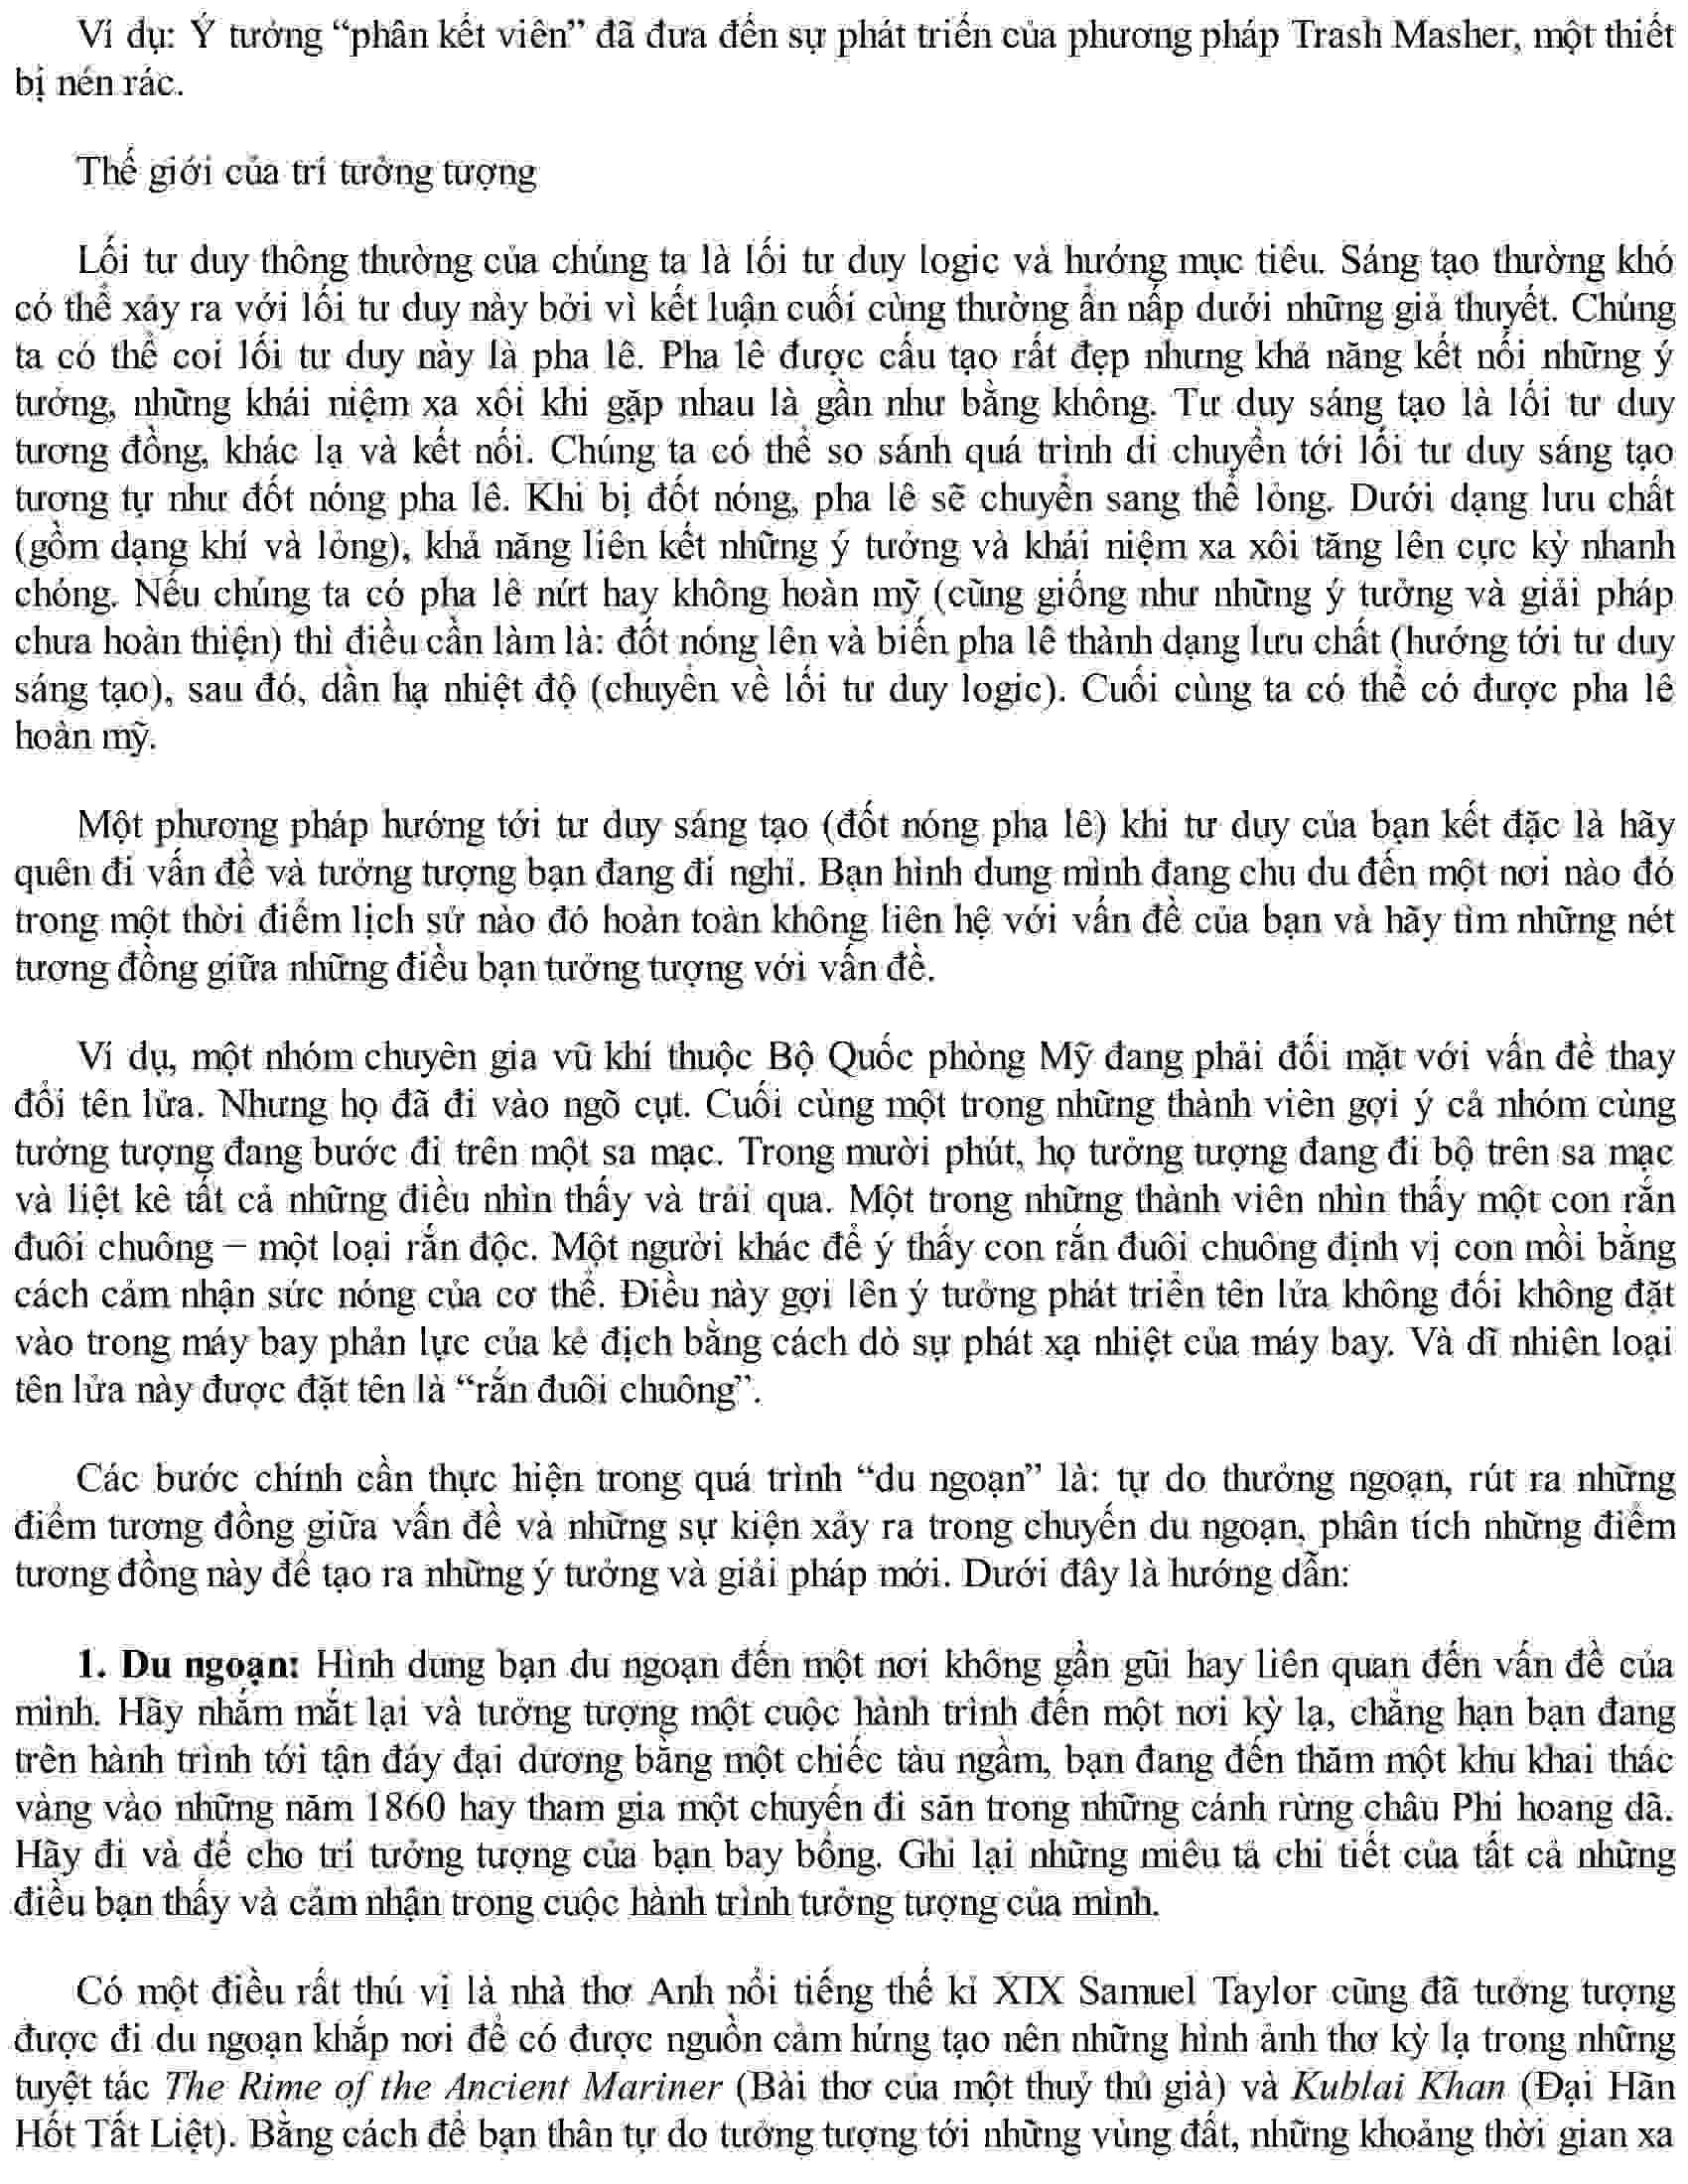 Ví dụ: Ý tưởng “phân kết viên” đã đưa đến sự phát triển của phương pháp Trash Masher, một thiết
bị nén rác.
Thế giới của trí tưởng tượng
Lối tư duy thông thường của chúng ta là lối tư duy logic và hướng mục tiêu. Sáng tạo thường khó
có thể xảy ra với lối tư duy này bởi vì kết luận cuối cùng thường ẩn nấp dưới những giả thuyết. Chúng
ta có thể coi lối tư duy này là pha lê. Pha lê được cấu tạo rất đẹp nhưng khả năng kết nối những ý
tưởng, những khái niệm xa xôi khi gặp nhau là gần như bằng không. Tư duy sáng tạo là lối tư duy
tương đồng, khác lạ và kết nối. Chúng ta có thể so sánh quá trình di chuyển tới lối tư duy sáng tạo
tương tự như đốt nóng pha lê. Khi bị đốt nóng, pha lê sẽ chuyển sang thể lỏng. Dưới dạng lưu chất
(gồm dạng khí và lỏng), khả năng liên kết những ý tưởng và khái niệm xa xôi tăng lên cực kỳ nhanh
chóng. Nếu chúng ta có pha lê nứt hay không hoàn mỹ (cũng giống như những ý tưởng và giải pháp
chưa hoàn thiện) thì điều cần làm là: đốt nóng lên và biến pha lê thành dạng lưu chất (hướng tới tư duy
sáng tạo), sau đó, dần hạ nhiệt độ (chuyển về lối tư duy logic). Cuối cùng ta có thể có được pha lê
hoàn mỹ.
Một phương pháp hướng tới tư duy sáng tạo (đốt nóng pha lê) khi tư duy của bạn kết đặc là hãy
quên đi vấn đề và tưởng tượng bạn đang đi nghỉ. Bạn hình dung mình đang chu du đến một nơi nào đó
trong một thời điểm lịch sử nào đó hoàn toàn không liên hệ với vấn đề của bạn và hãy tìm những nét
tương đồng giữa những điều bạn tưởng tượng với vấn đề.
Ví dụ, một nhóm chuyên gia vũ khí thuộc Bộ Quốc phòng Mỹ đang phải đối mặt với vấn đề thay
đổi tên lửa. Nhưng họ đã đi vào ngõ cụt. Cuối cùng một trong những thành viên gợi ý cả nhóm cùng
tưởng tượng đang bước đi trên một sa mạc. Trong mười phút, họ tưởng tượng đang đi bộ trên sa mạc
và liệt kê tất cả những điều nhìn thấy và trải qua. Một trong những thành viên nhìn thấy một con rắn
đuôi chuông – một loại rắn độc. Một người khác để ý thấy con rắn đuôi chuông định vị con mồi bằng
cách cảm nhận sức nóng của cơ thể. Điều này gợi lên ý tưởng phát triển tên lửa không đối không đặt
vào trong máy bay phản lực của kẻ địch bằng cách dò sự phát xạ nhiệt của máy bay. Và dĩ nhiên loại
tên lửa này được đặt tên là “rắn đuôi chuông”.
Các bước chính cần thực hiện trong quá trình “du ngoạn” là: tự do thưởng ngoạn, rút ra những
điểm tương đồng giữa vấn đề và những sự kiện xảy ra trong chuyến du ngoạn, phân tích những điểm
tương đồng này để tạo ra những ý tưởng và giải pháp mới. Dưới đây là hướng dẫn:
1. Du ngoạn: Hình dung bạn du ngoạn đến một nơi không gần gũi hay liên quan đến vấn đề của
mình. Hãy nhắm mắt lại và tưởng tượng một cuộc hành trình đến một nơi kỳ lạ, chẳng hạn bạn đang
trên hành trình tới tận đáy đại dương bằng một chiếc tàu ngầm, bạn đang đến thăm một khu khai thác
vàng vào những năm 1860 hay tham gia một chuyến đi săn trong những cánh rừng châu Phi hoang dã.
Hãy đi và để cho trí tưởng tượng của bạn bay bổng. Ghi lại những miêu tả chi tiết của tất cả những
điều bạn thấy và cảm nhận trong cuộc hành trình tưởng tượng của mình.
Có một điều rất thú vị là nhà thơ Anh nổi tiếng thế kỉ XIX Samuel Taylor cũng đã tưởng tượng
được đi du ngoạn khắp nơi để có được nguồn cảm hứng tạo nên những hình ảnh thơ kỳ lạ trong những
tuyệt tác The Rime of the Ancient Mariner (Bài thơ của một thuỷ thủ già) và Kublai Khan (Đại Hãn
Hốt Tất Liệt). Bằng cách để bạn thân tự do tưởng tượng tới những vùng đất, những khoảng thời gian xa